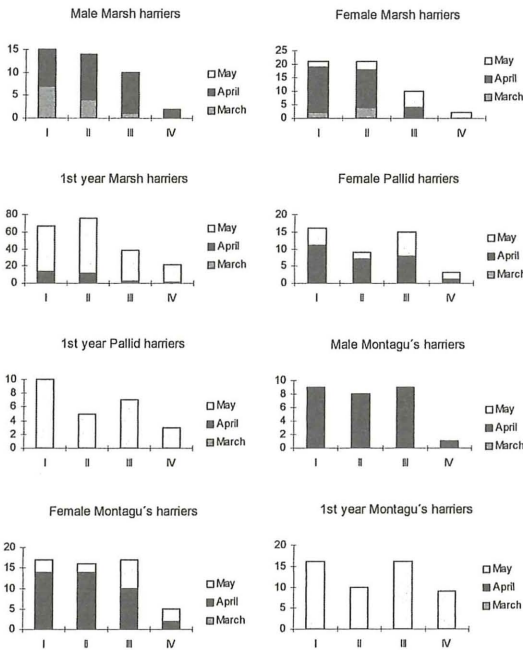 Male Marsh harriers
15
10
5
0
I II III IV
May
April
March
Female Marsh harriers
25
20
15
10
5
0
I II III IV
May
April
March
1st year Marsh harriers
80
60
40
20
0
I II III IV
May
April
March
Female Pallid harriers
20
15
10
5
0
I II III IV
May
April
March
1st year Pallid harriers
10
8
6
4
2
0
I II III IV
May
April
March
Male Montagu´s harriers
10
8
6
4
2
0
I II III IV
May
April
March
Female Montagu´s harriers
20
15
10
5
0
I II III IV
May
April
March
1st year Montagu´s harriers
20
15
10
5
0
I II III IV
May
April
March